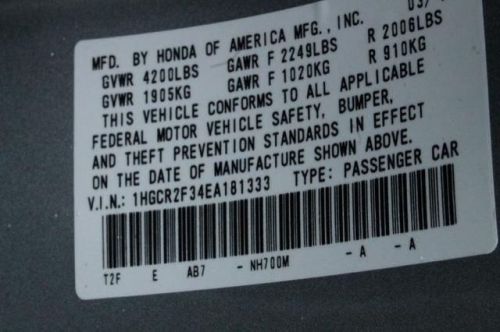 MFD. BY HONDA OF AMERICA MFG., INC. 03/
GVWR 4200LBS GAWR F 2249LBS R 2006LBS
GVWR 1905KG GAWR F 1020KG R 910KG
THIS VEHICLE CONFORMS TO ALL APPLICABLE
FEDERAL MOTOR VEHICLE SAFETY, BUMPER,
AND THEFT PREVENTION STANDARDS IN EFFECT
ON THE DATE OF MANUFACTURE SHOWN ABOVE.
V.I.N.: 1HGCR2F34EA181333 TYPE: PASSENGER CAR
T2F E AB7 - NH700M - A - A